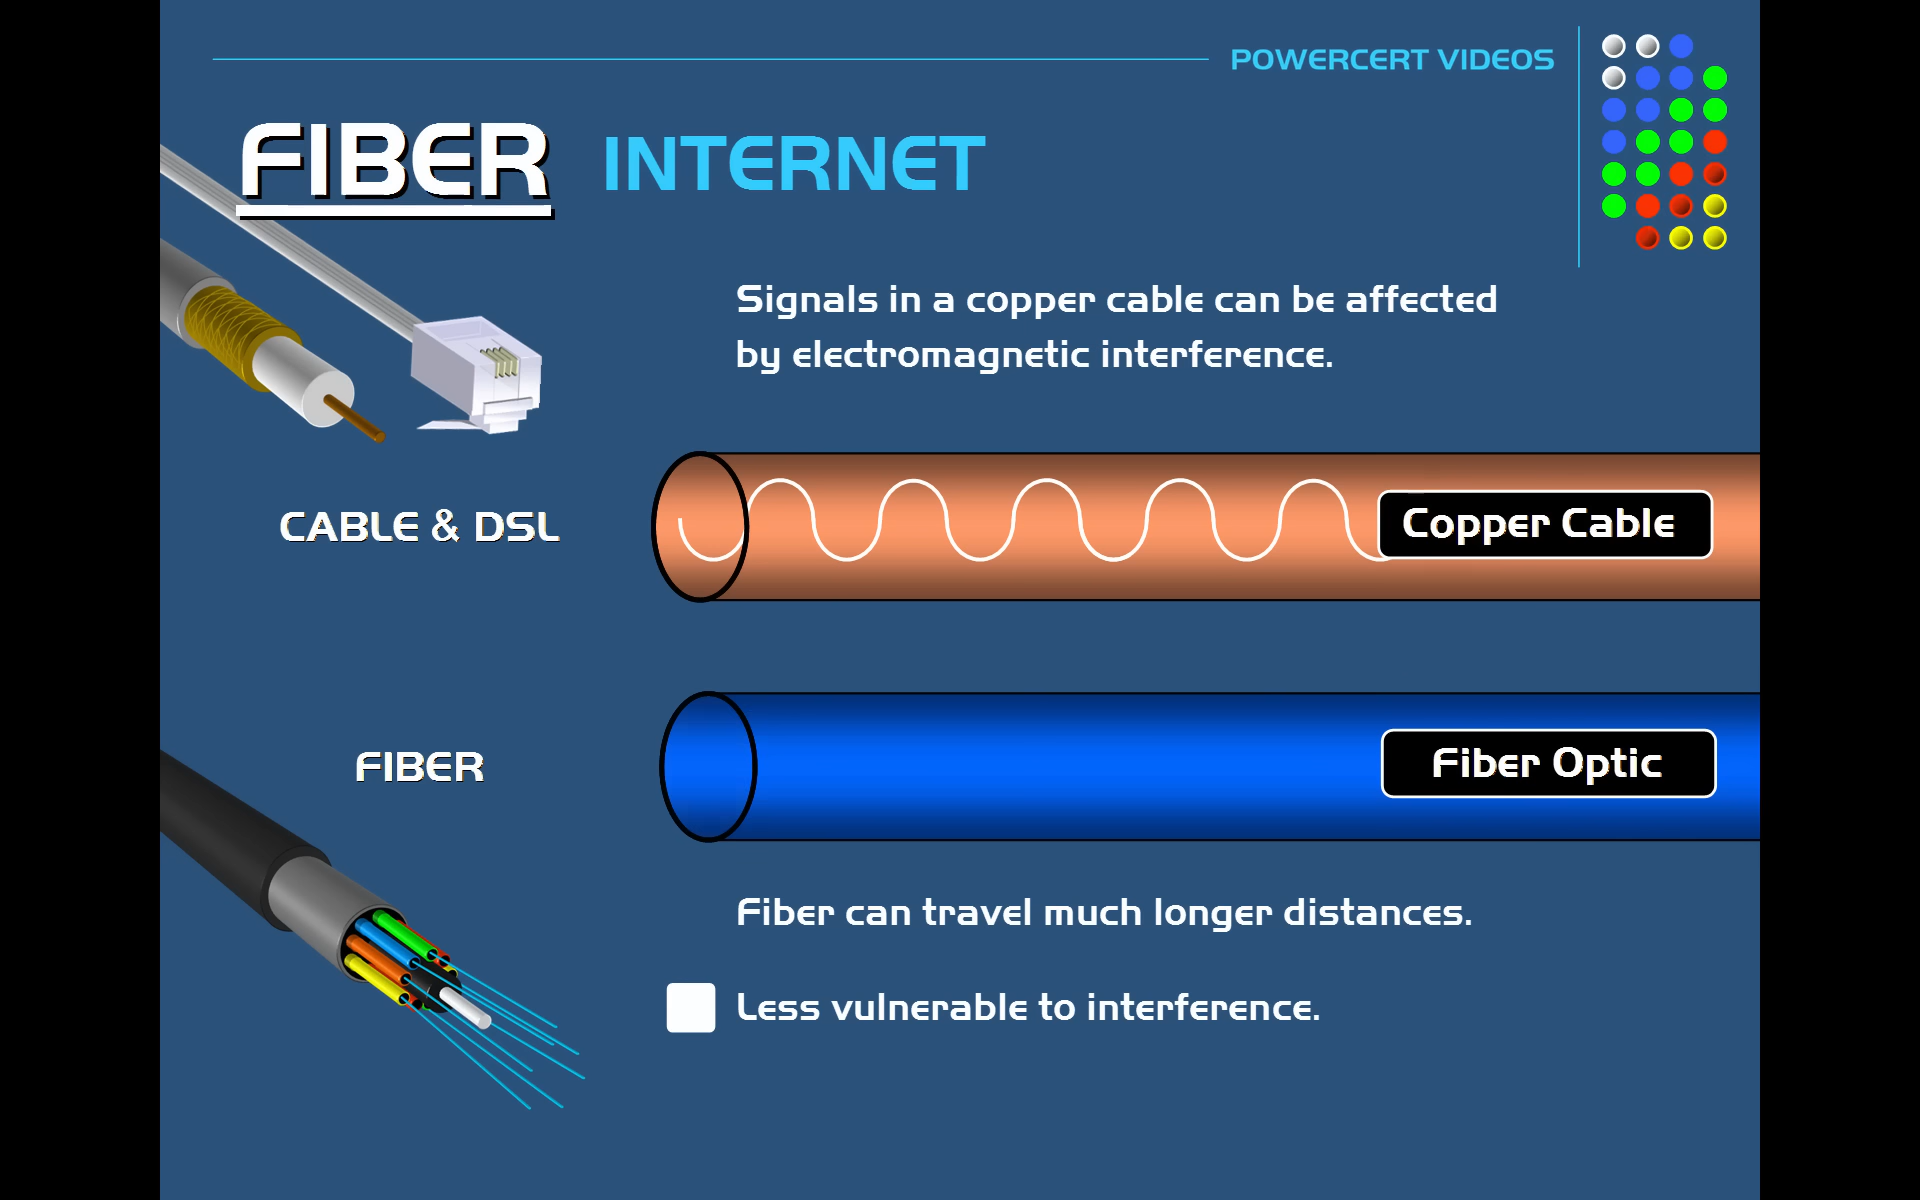 POWERCERT VIDEOS
FIBER INTERNET
Signals in a copper cable can be affected
by electromagnetic interference.
CABLE & DSL
Copper Cable
FIBER
Fiber Optic
Fiber can travel much longer distances.
Less vulnerable to interference.